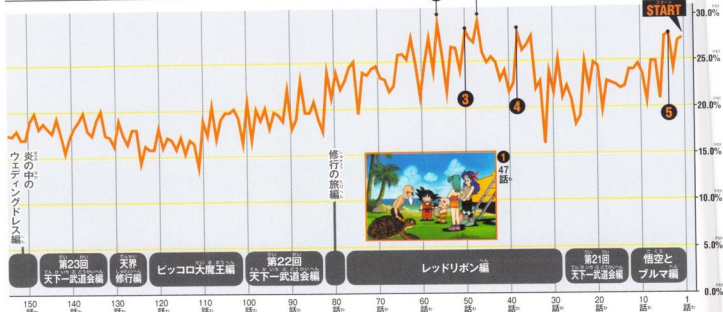 START
30.0%
25.0%
20.0%
15.0%
10.0%
5.0%
0.0%
3
4
5
1
47話
炎の中のウェディングドレス編
修行の旅編
第23回
天下一武道会編
天界
修行編
ピッコロ大魔王編
第22回
天下一武道会編
レッドリボン編
第21回
天下一武道会編
悟空と
ブルマ編
150話
140話
130話
120話
110話
100話
90話
80話
70話
60話
50話
40話
30話
20話
10話
1話